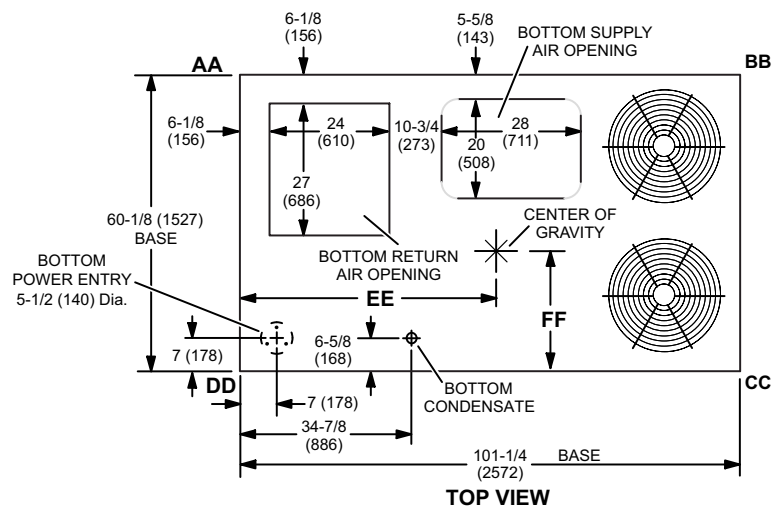 6-1/8
(156)
5-5/8
(143)
BOTTOM SUPPLY
AIR OPENING
AA
BB
6-1/8
(156)
24
(610)
10-3/4
(273)
28
(711)
20
(508)
27
(686)
60-1/8 (1527)
BASE
CENTER OF
GRAVITY
BOTTOM
POWER ENTRY
5-1/2 (140) Dia.
BOTTOM RETURN
AIR OPENING
EE
FF
7 (178)
6-5/8
(168)
DD
CC
7 (178)
BOTTOM
CONDENSATE
34-7/8
(886)
101-1/4 BASE
(2572)
TOP VIEW